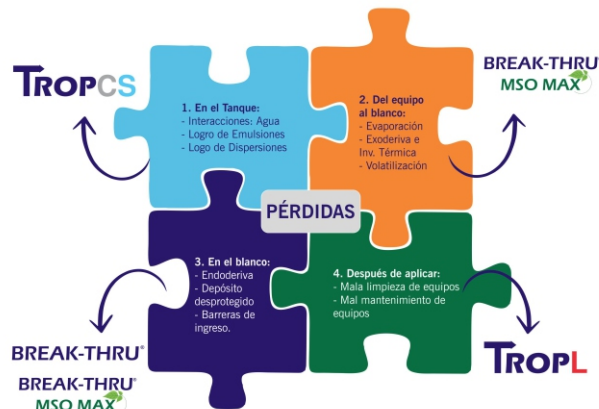 TROPCS
1. En el Tanque:
- Interacciones: Agua
- Logro de Emulsiones
- Logo de Dispersiones
2. Del equipo
al blanco:
- Evaporación
- Exoderiva e
Inv. Térmica
- Volatilización
BREAK-THRU
MSO MAX
PÉRDIDAS
3. En el blanco:
- Endoderiva
- Depósito
desprotegido
- Barreras de
ingreso.
4. Después de aplicar:
- Mala limpieza de equipos
- Mal mantenimiento de
equipos
BREAK-THRU®
BREAK-THRU®
MSO MAX
TROPL